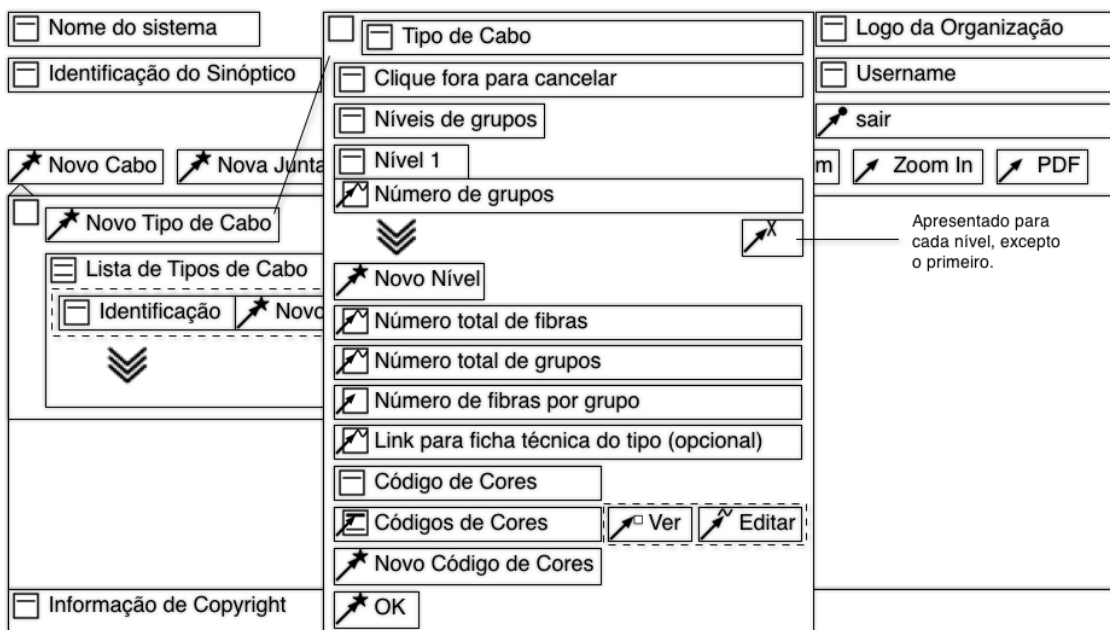 Nome do sistema
Identificação do Sinóptico
Tipo de Cabo
Clique fora para cancelar
Níveis de grupos
Nível 1
Número de grupos
Novo Nível
Número total de fibras
Número total de grupos
Número de fibras por grupo
Link para ficha técnica do tipo (opcional)
Código de Cores
Códigos de Cores
Ver
Editar
Novo Código de Cores
OK
Logo da Organização
Username
sair
Novo Cabo
Nova Junta
m
Zoom In
PDF
Novo Tipo de Cabo
Lista de Tipos de Cabo
Identificação
Novo
Apresentado para
cada nível, excepto
o primeiro.
Informação de Copyright